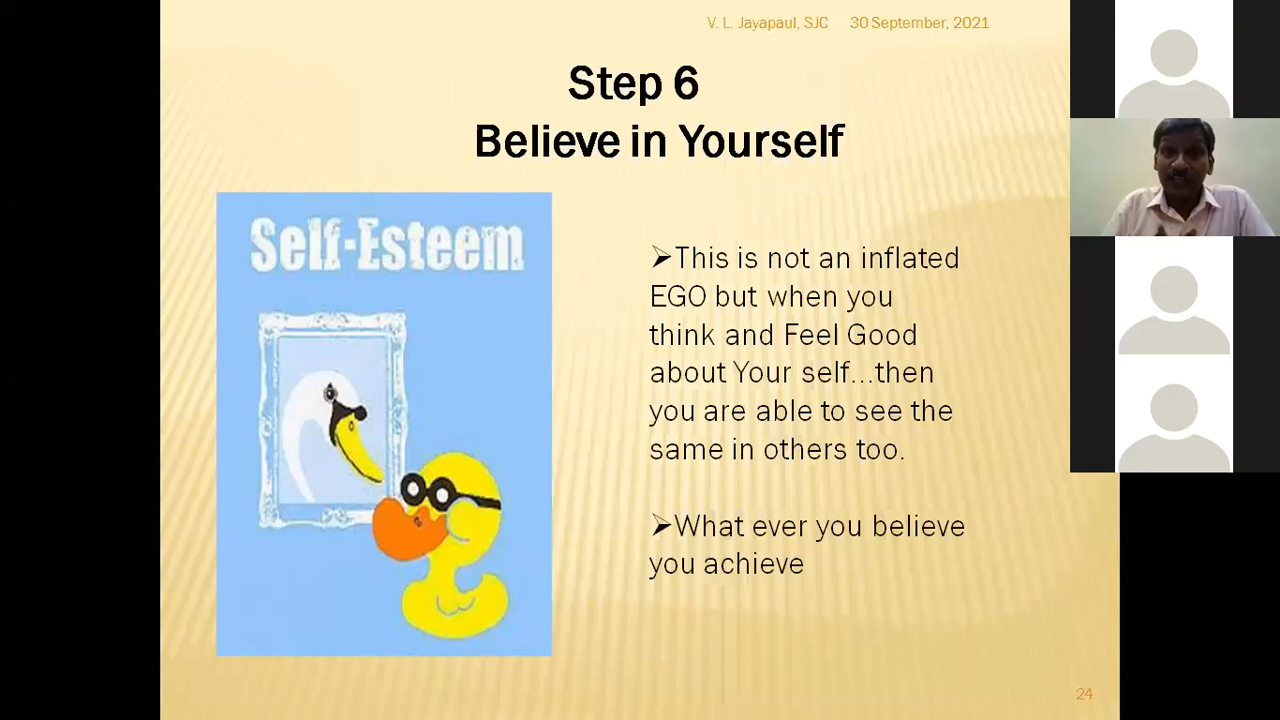 V. L. Jayapaul, SJC 30 September, 2021
Step 6
Believe in Yourself
Self-Esteem
➢This is not an inflated
EGO but when you
think and Feel Good
about Your self...then
you are able to see the
same in others too.
➢What ever you believe
you achieve
24